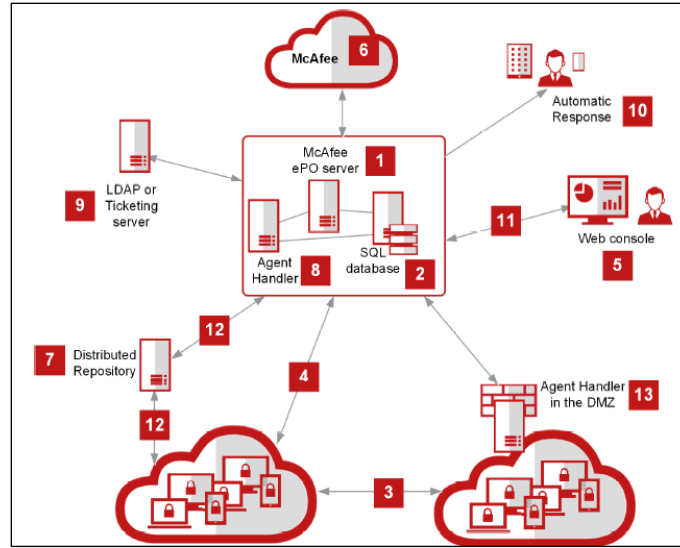 McAfee
6
Automatic
Response
10
McAfee
ePO server
1
LDAP or
Ticketing
server
9
11
Web console
5
Agent
Handler
8
SQL
database
2
12
7
Distributed
Repository
4
Agent Handler
in the DMZ
13
12
3